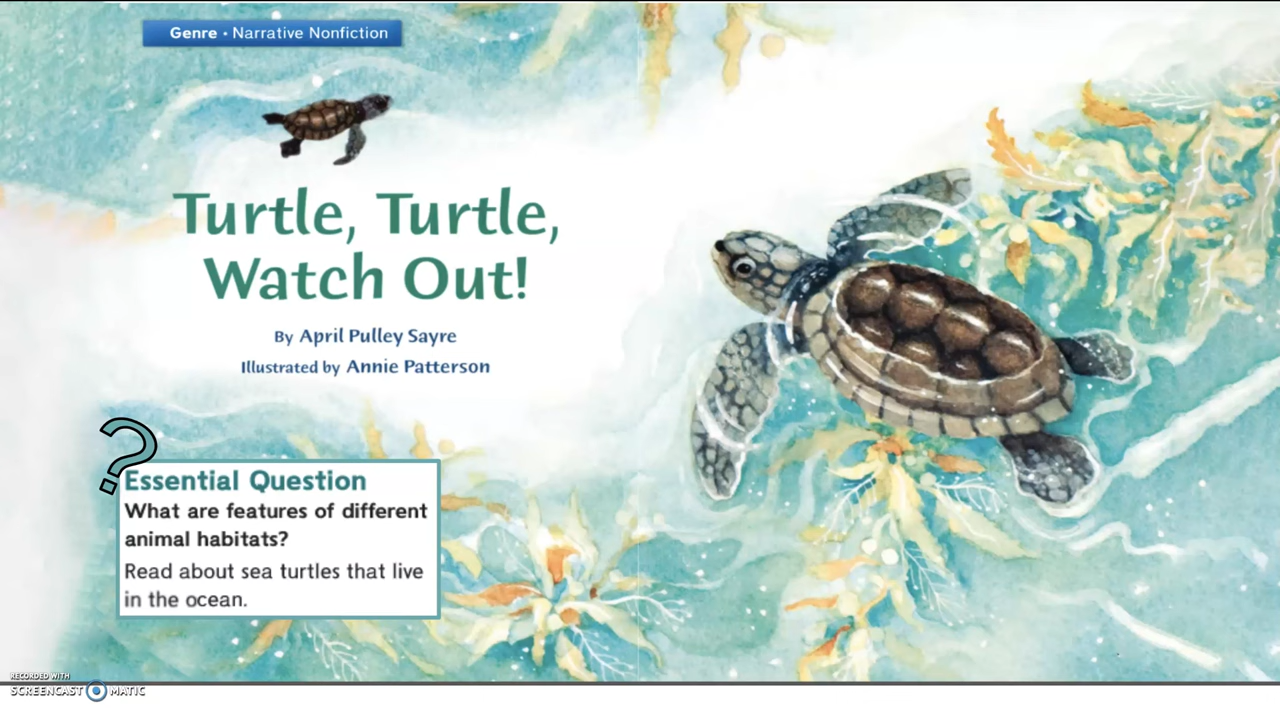 Genre • Narrative Nonfiction
Turtle, Turtle,
Watch Out!
By April Pulley Sayre
Illustrated by Annie Patterson
?
Essential Question
What are features of different
animal habitats?
Read about sea turtles that live
in the ocean.
RECORDED WITH
SCREENCAST MATIC